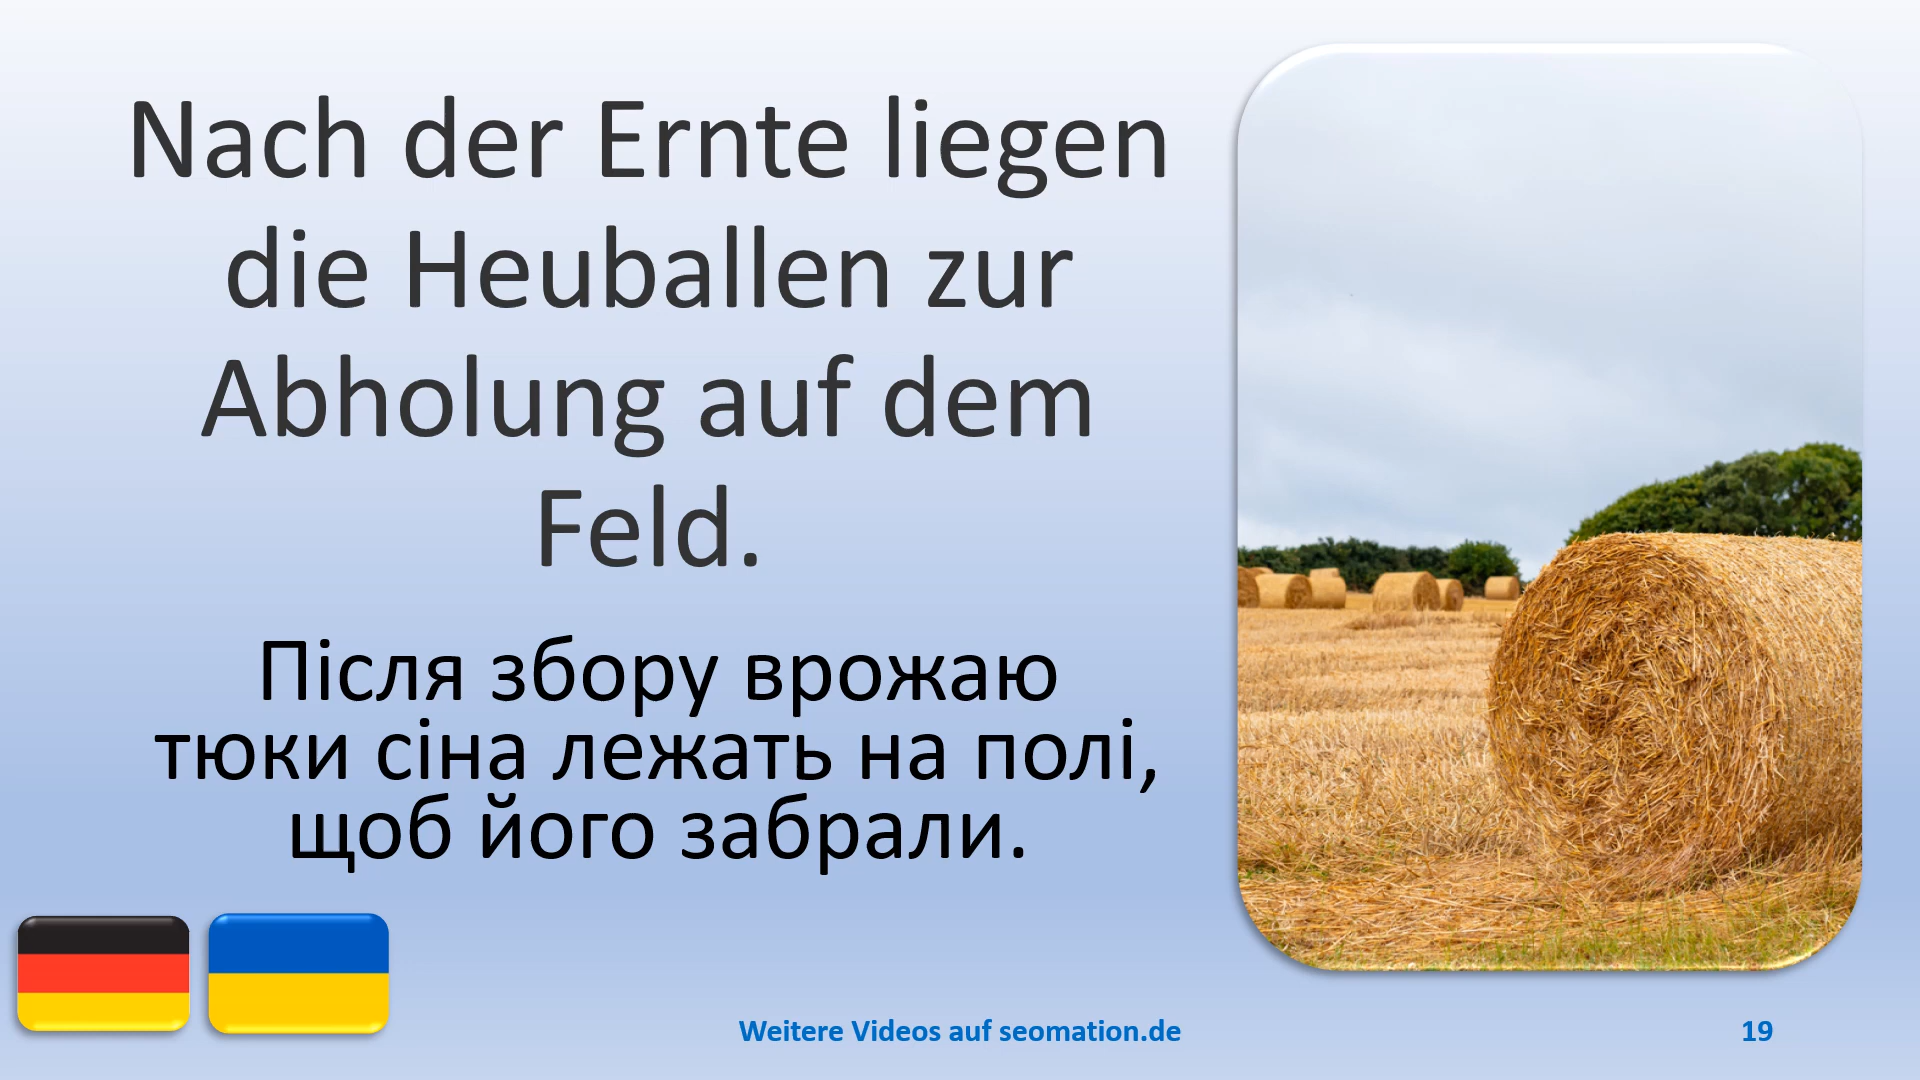 Nach der Ernte liegen
die Heuballen zur
Abholung auf dem
Feld.
Після збору врожаю
тюки сіна лежать на полі,
щоб його забрали.
Weitere Videos auf seomation.de
19